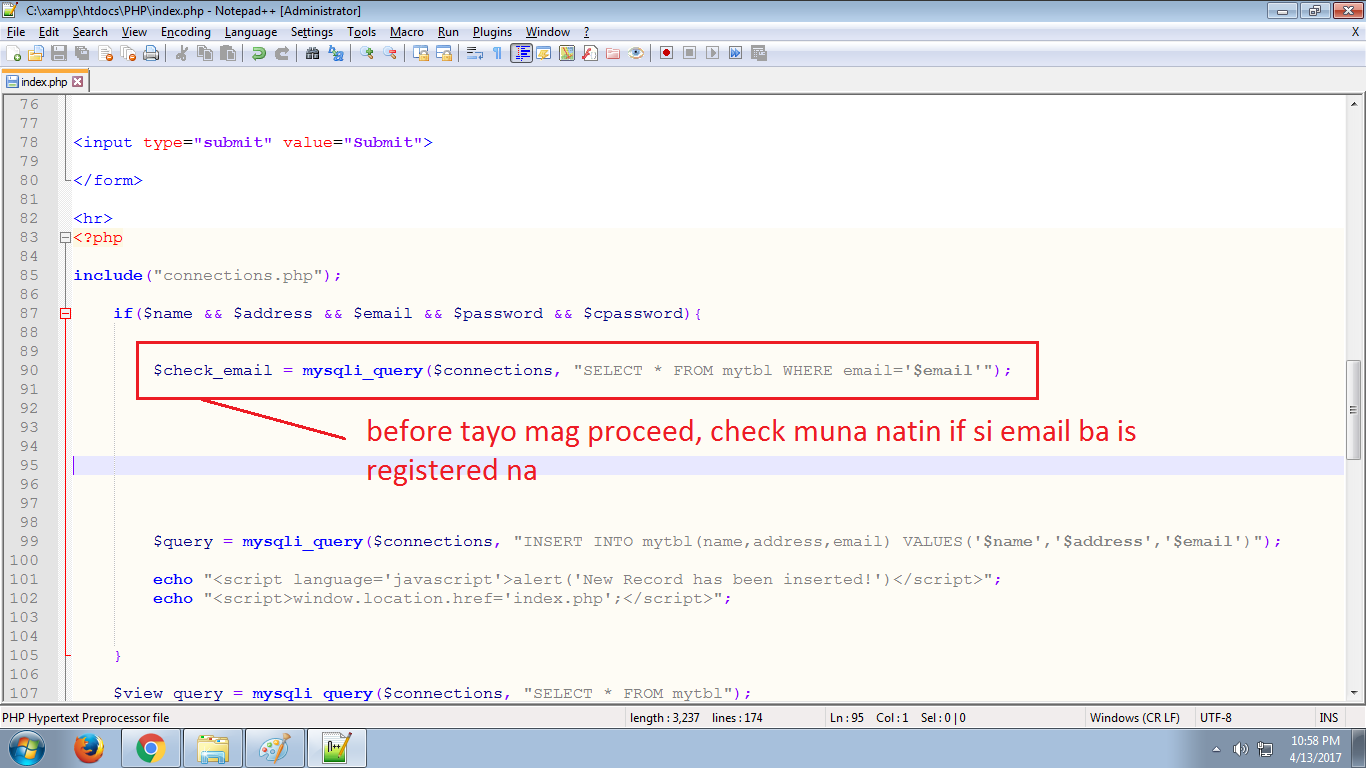 C:\xampp\htdocs\PHP\index.php - Notepad++ [Administrator]
File Edit Search View Encoding Language Settings Tools Macro Run Plugins Window ? X
index.php
76
77
78 <input type="submit" value="Submit">
79
80 </form>
81
82 <hr>
83 <?php
84
85 include("connections.php");
86
87 if($name && $address && $email && $password && $cpassword){
88
89
90 $check_email = mysqli_query($connections, "SELECT * FROM mytbl WHERE email='$email'");
91
92
93 before tayo mag proceed, check muna natin if si email ba is
94
95 registered na
96
97
98
99 $query = mysqli_query($connections, "INSERT INTO mytbl(name,address,email) VALUES('$name','$address','$email')");
100
101 echo "<script language='javascript'>alert('New Record has been inserted!')</script>";
102 echo "<script>window.location.href='index.php';</script>";
103
104
105 }
106
107 $view_query = mysqli_query($connections, "SELECT * FROM mytbl");
PHP Hypertext Preprocessor file length : 3,237 lines : 174 Ln : 95 Col : 1 Sel : 0 | 0 Windows (CR LF) UTF-8 INS
10:58 PM
4/13/2017